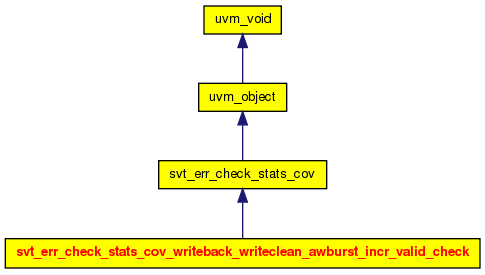 uvm_void
uvm_object
svt_err_check_stats_cov
svt_err_check_stats_cov_writeback_writeclean_awburst_incr_valid_check